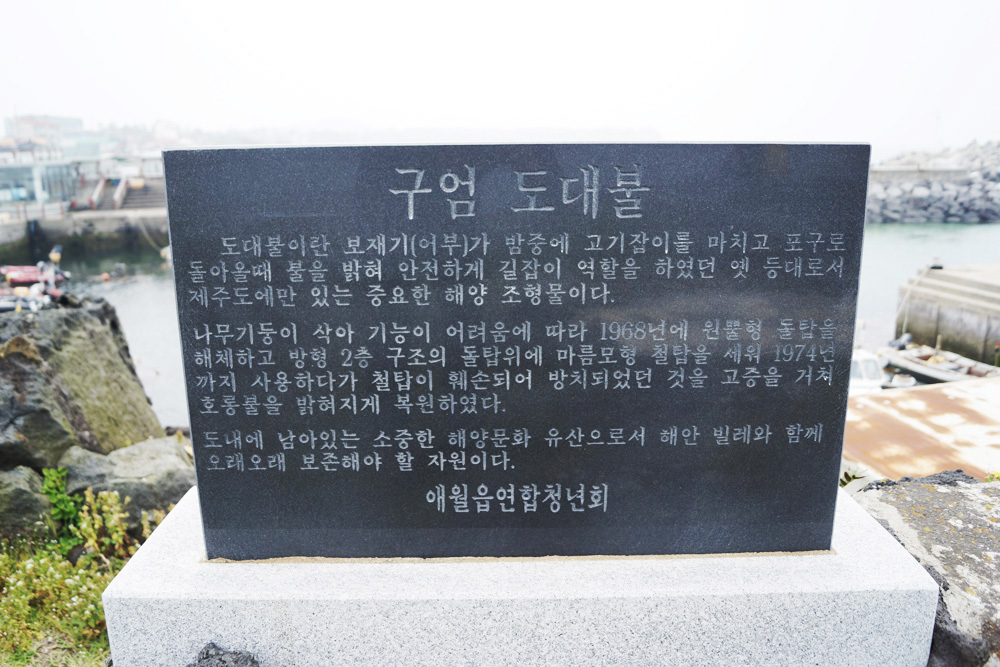 구엄 도대불
도대불이란 보재기(어부)가 밤중에 고기잡이를 마치고 포구로
돌아올때 불을 밝혀 안전하게 길잡이 역할을 하였던 옛 등대로서
제주도에만 있는 중요한 해양 조형물이다.
나무기둥이 삭아 기능이 어려움에 따라 1968년에 원뿔형 돌탑을
해체하고 방형 2층 구조의 돌탑위에 마름모형 철탑을 세워 1974년
까지 사용하다가 철탑이 훼손되어 방치되었던 것을 고증을 거쳐
호롱불을 밝혀지게 복원하였다.
도내에 남아있는 소중한 해양문화 유산으로서 해안 빌레와 함께
오래오래 보존해야 할 자원이다.
애월읍연합청년회